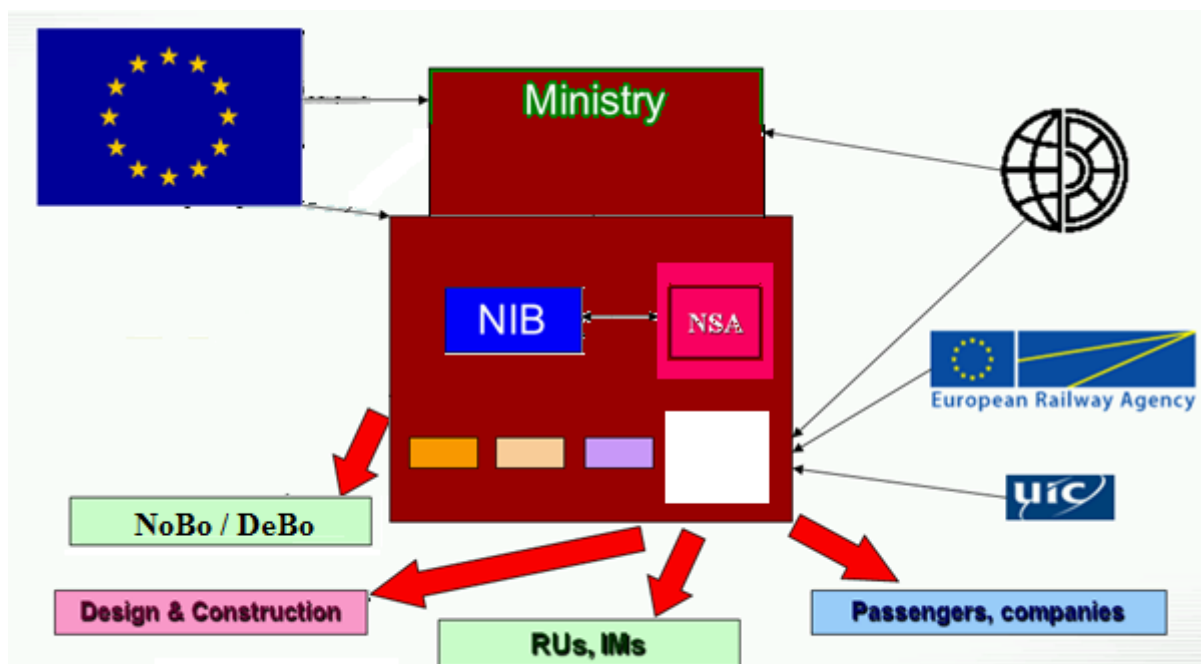 Ministry
NIB
NSA
European Railway Agency
uic
NoBo / DeBo
Design & Construction
Passengers, companies
RUs, IMs